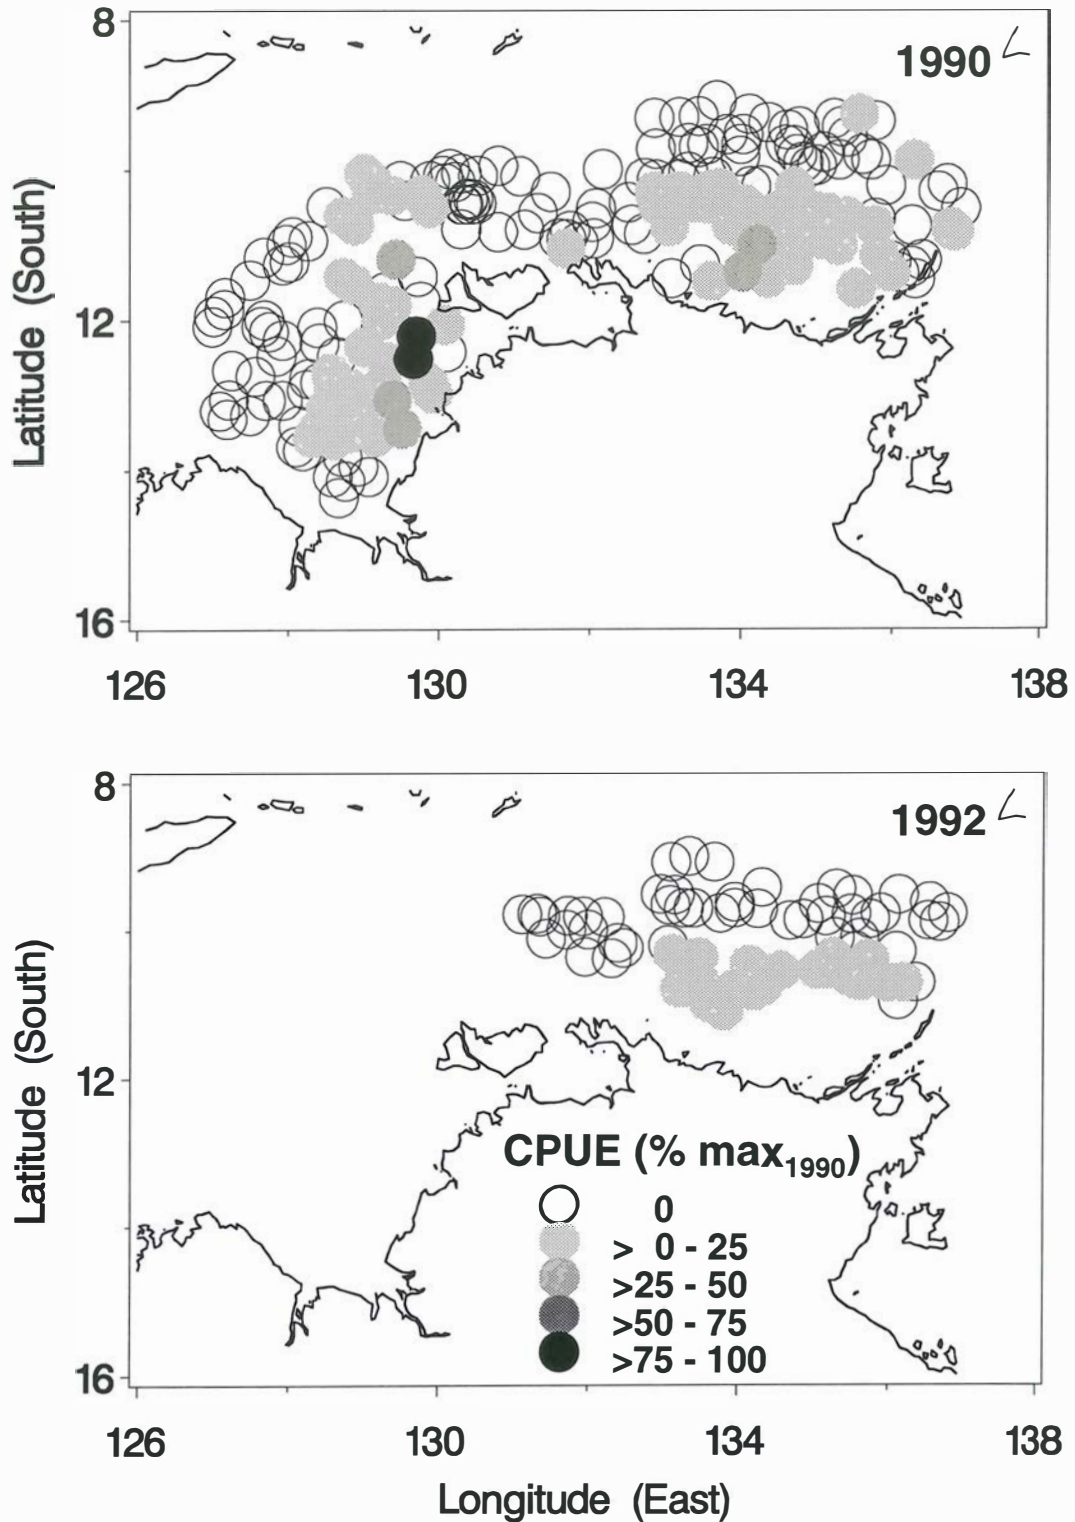 8
1990
12
16
126 130 134 138
Latitude (South)
8
1992
12
16
CPUE (% max1990)
0
> 0 - 25
>25 - 50
>50 - 75
>75 - 100
126 130 134 138
Latitude (South)
Longitude (East)